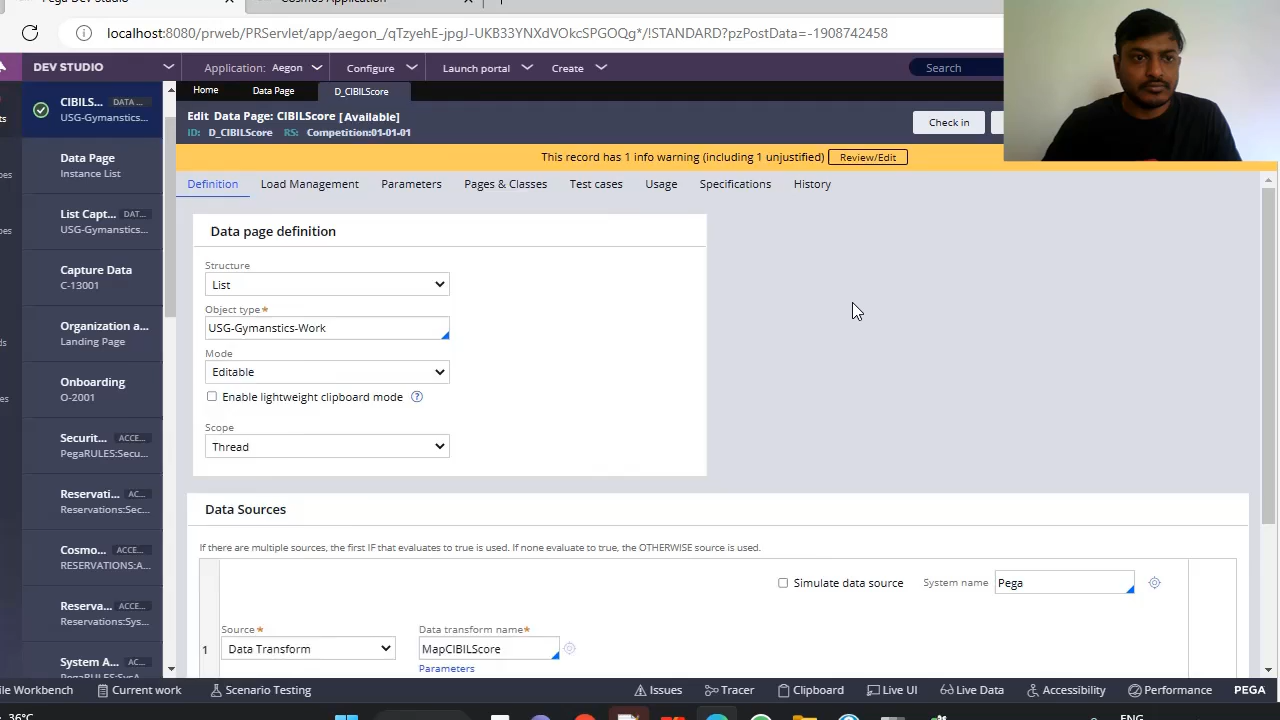 Pega Dev Studio
Cosmos Application
localhost:8080/prweb/PRServlet/app/aegon_/qTzyehE-jpgJ-UKB33YNXdVOkcSPGOQg*/!STANDARD?pzPostData=-1908742458
DEV STUDIO
Application: Aegon
Configure
Launch portal
Create
Search
Home
Data Page
D_CIBILScore
Edit Data Page: CIBILScore [Available]
ID: D_CIBILScore RS: Competition:01-01-01
Check in
This record has 1 info warning (including 1 unjustified) Review/Edit
CIBILS... DATA ...
USG-Gymanstics...
Data Page
Instance List
List Capt... DAT...
USG-Gymanstics...
Capture Data
C-13001
Organization a...
Landing Page
Onboarding
O-2001
Securit... ACCE...
PegaRULES:Secu...
Reservati... AC...
Reservations:Sec...
Cosmo... ACCE...
RESERVATIONS:A...
Reserva... ACCE...
Reservations:Sys...
System A... AC...
Definition
Load Management
Parameters
Pages & Classes
Test cases
Usage
Specifications
History
Data page definition
Structure
List
Object type*
USG-Gymanstics-Work
Mode
Editable
Enable lightweight clipboard mode ?
Scope
Thread
Data Sources
If there are multiple sources, the first IF that evaluates to true is used. If none evaluate to true, the OTHERWISE source is used.
Simulate data source
System name
Pega
Source*
Data transform name*
1
Data Transform
MapCIBILScore
Parameters
ile Workbench
Current work
Scenario Testing
Issues
Tracer
Clipboard
Live UI
Live Data
Accessibility
Performance
PEGA
36°C
ENG